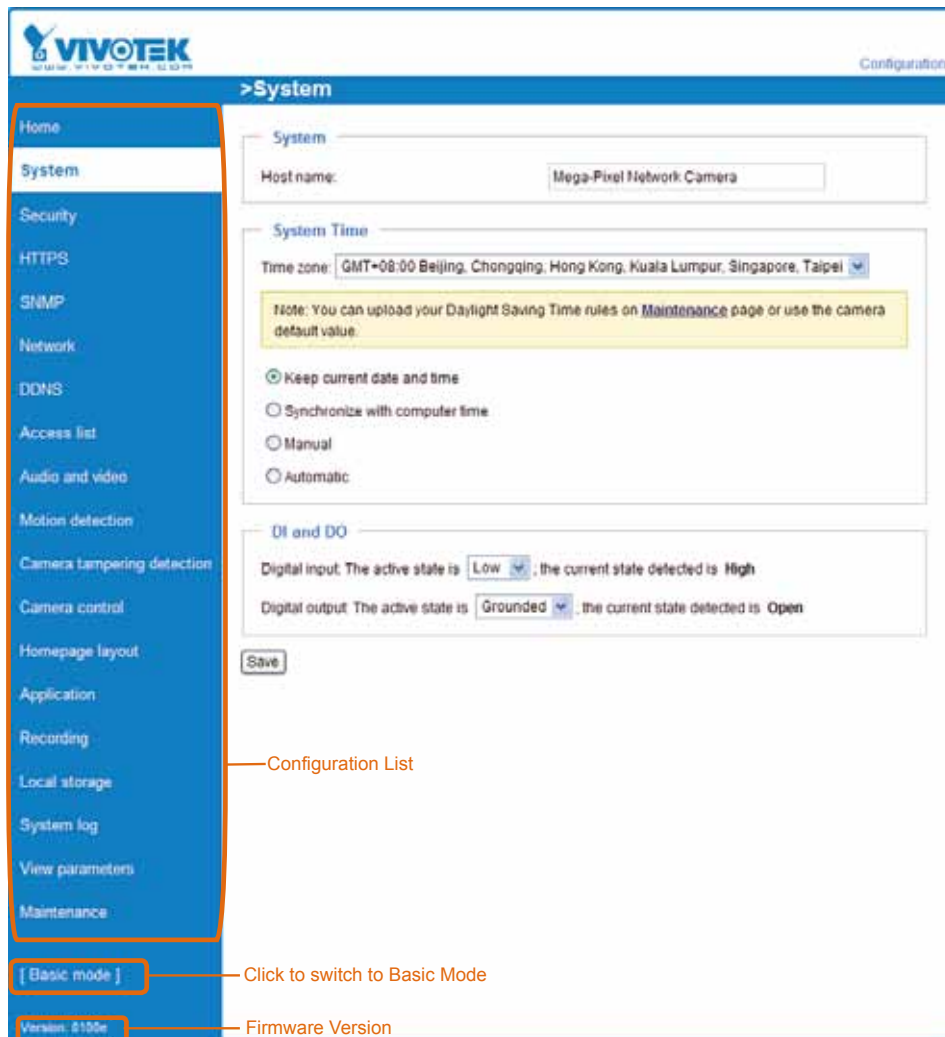 VIVOTEK
WWW.VIVOTEK.COM
Configuration
>System
Home
System
Security
HTTPS
SNMP
Network
DDNS
Access list
Audio and video
Motion detection
Camera tampering detection
Camera control
Homepage layout
Application
Recording
Local storage
System log
View parameters
Maintenance
[ Basic mode ]
Version: 0100e
System
Host name:
Mega-Pixel Network Camera
System Time
Time zone: GMT+08:00 Beijing, Chongqing, Hong Kong, Kuala Lumpur, Singapore, Taipei
Note: You can upload your Daylight Saving Time rules on Maintenance page or use the camera
default value.
Keep current date and time
Synchronize with computer time
Manual
Automatic
DI and DO
Digital input: The active state is Low ; the current state detected is High
Digital output: The active state is Grounded ; the current state detected is Open
Save
Configuration List
Click to switch to Basic Mode
Firmware Version